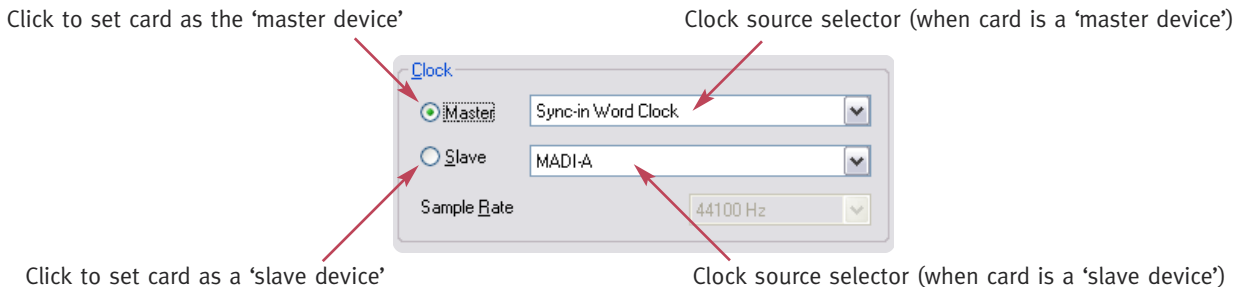 Click to set card as the ‘master device’
Clock source selector (when card is a ‘master device’)
Clock
Master
Sync-in Word Clock
Slave
MADI-A
Sample Rate
44100 Hz
Click to set card as a ‘slave device’
Clock source selector (when card is a ‘slave device’)